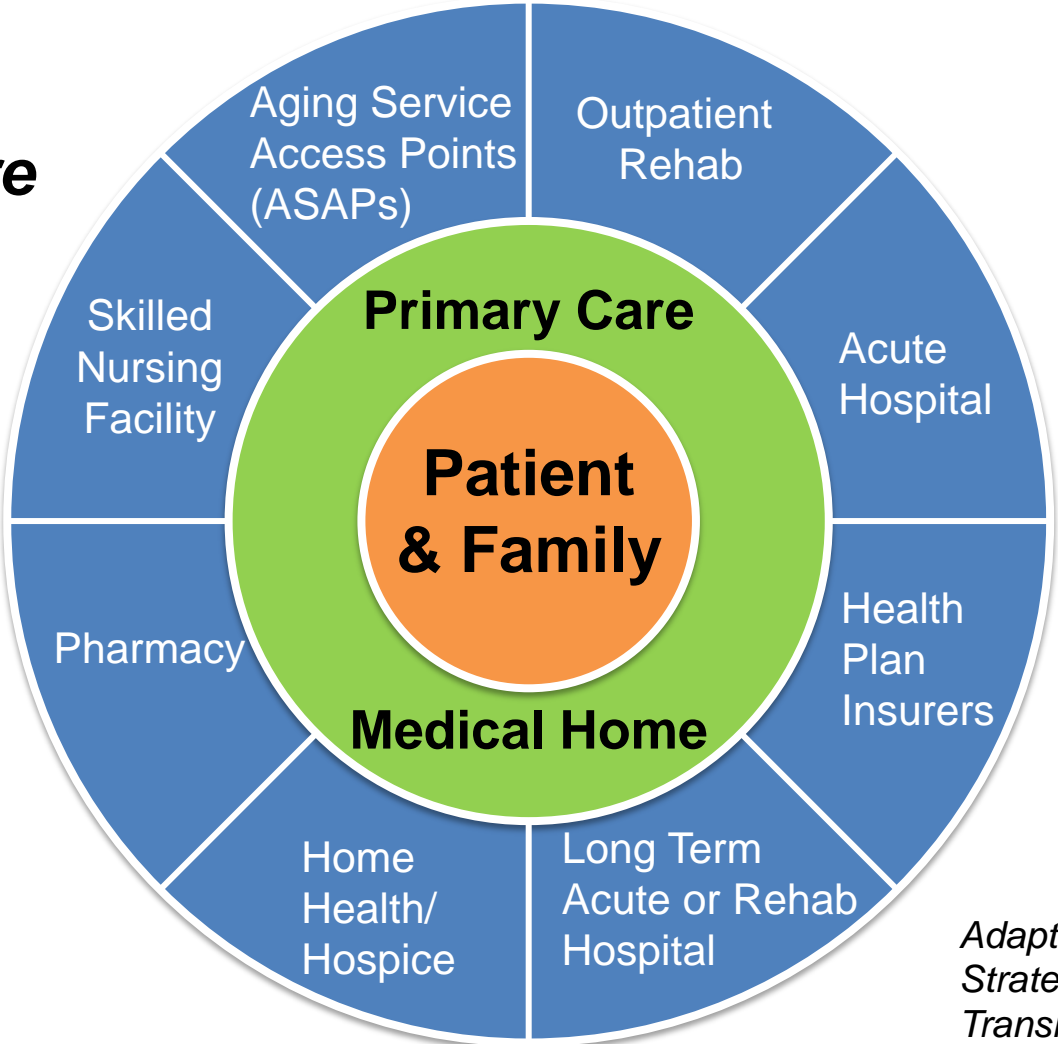 Aging Service
Access Points
(ASAPs)
Outpatient
Rehab
Skilled
Nursing
Facility
Primary Care
Acute
Hospital
Patient
& Family
Pharmacy
Health
Plan
Insurers
Medical Home
Home
Health/
Hospice
Long Term
Acute or Rehab
Hospital